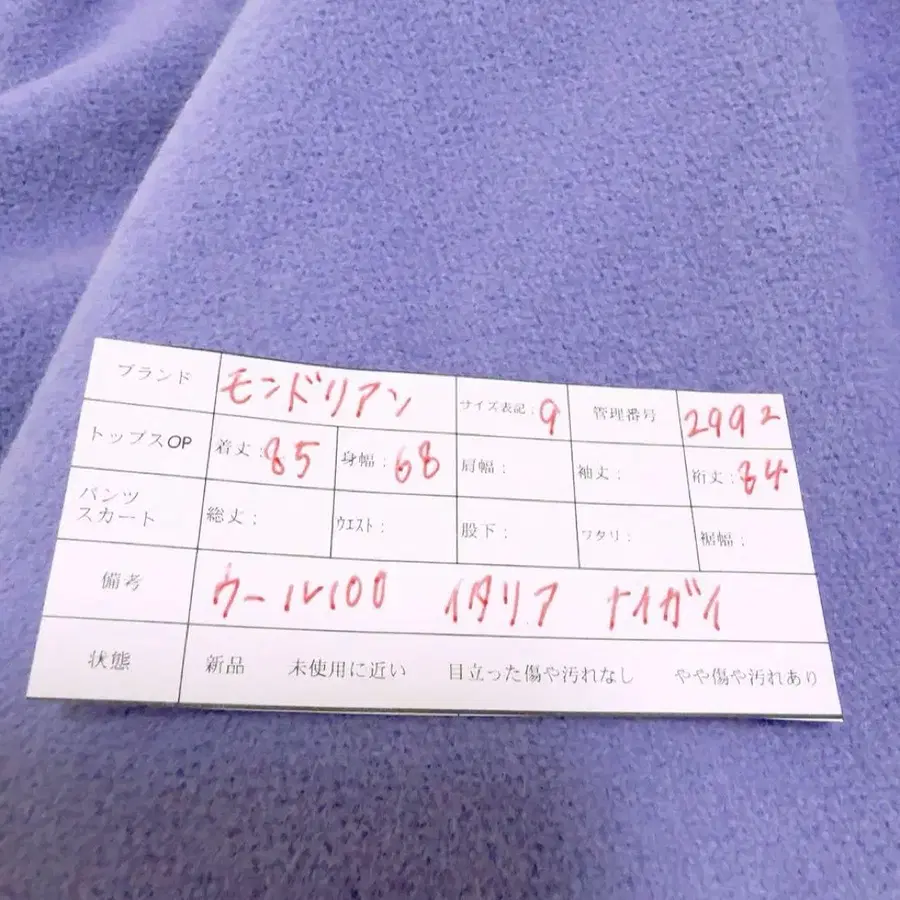 ブランド モンドリアン サイズ表記：9 管理番号 2992
トップスOP 着丈：85 身幅：68 肩幅： 袖丈： 裄丈：84
パンツ
スカート 総丈： ウエスト： 股下： ワタリ： 裾幅：
備考 ウール100 イタリア ナイガイ
状態 新品 未使用に近い 目立った傷や汚れなし やや傷や汚れあり